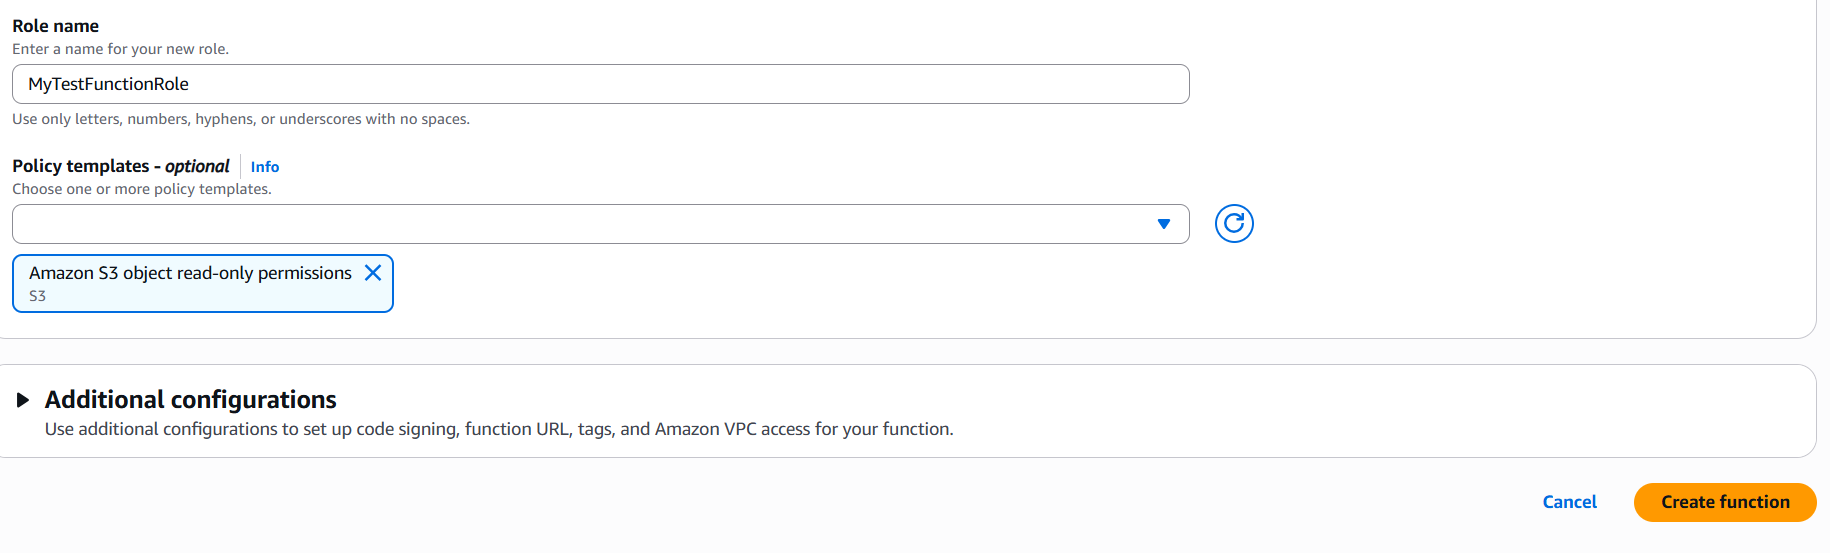 Role name
Enter a name for your new role.
MyTestFunctionRole
Use only letters, numbers, hyphens, or underscores with no spaces.
Policy templates - optional Info
Choose one or more policy templates.
Amazon S3 object read-only permissions
S3
Additional configurations
Use additional configurations to set up code signing, function URL, tags, and Amazon VPC access for your function.
Cancel Create function